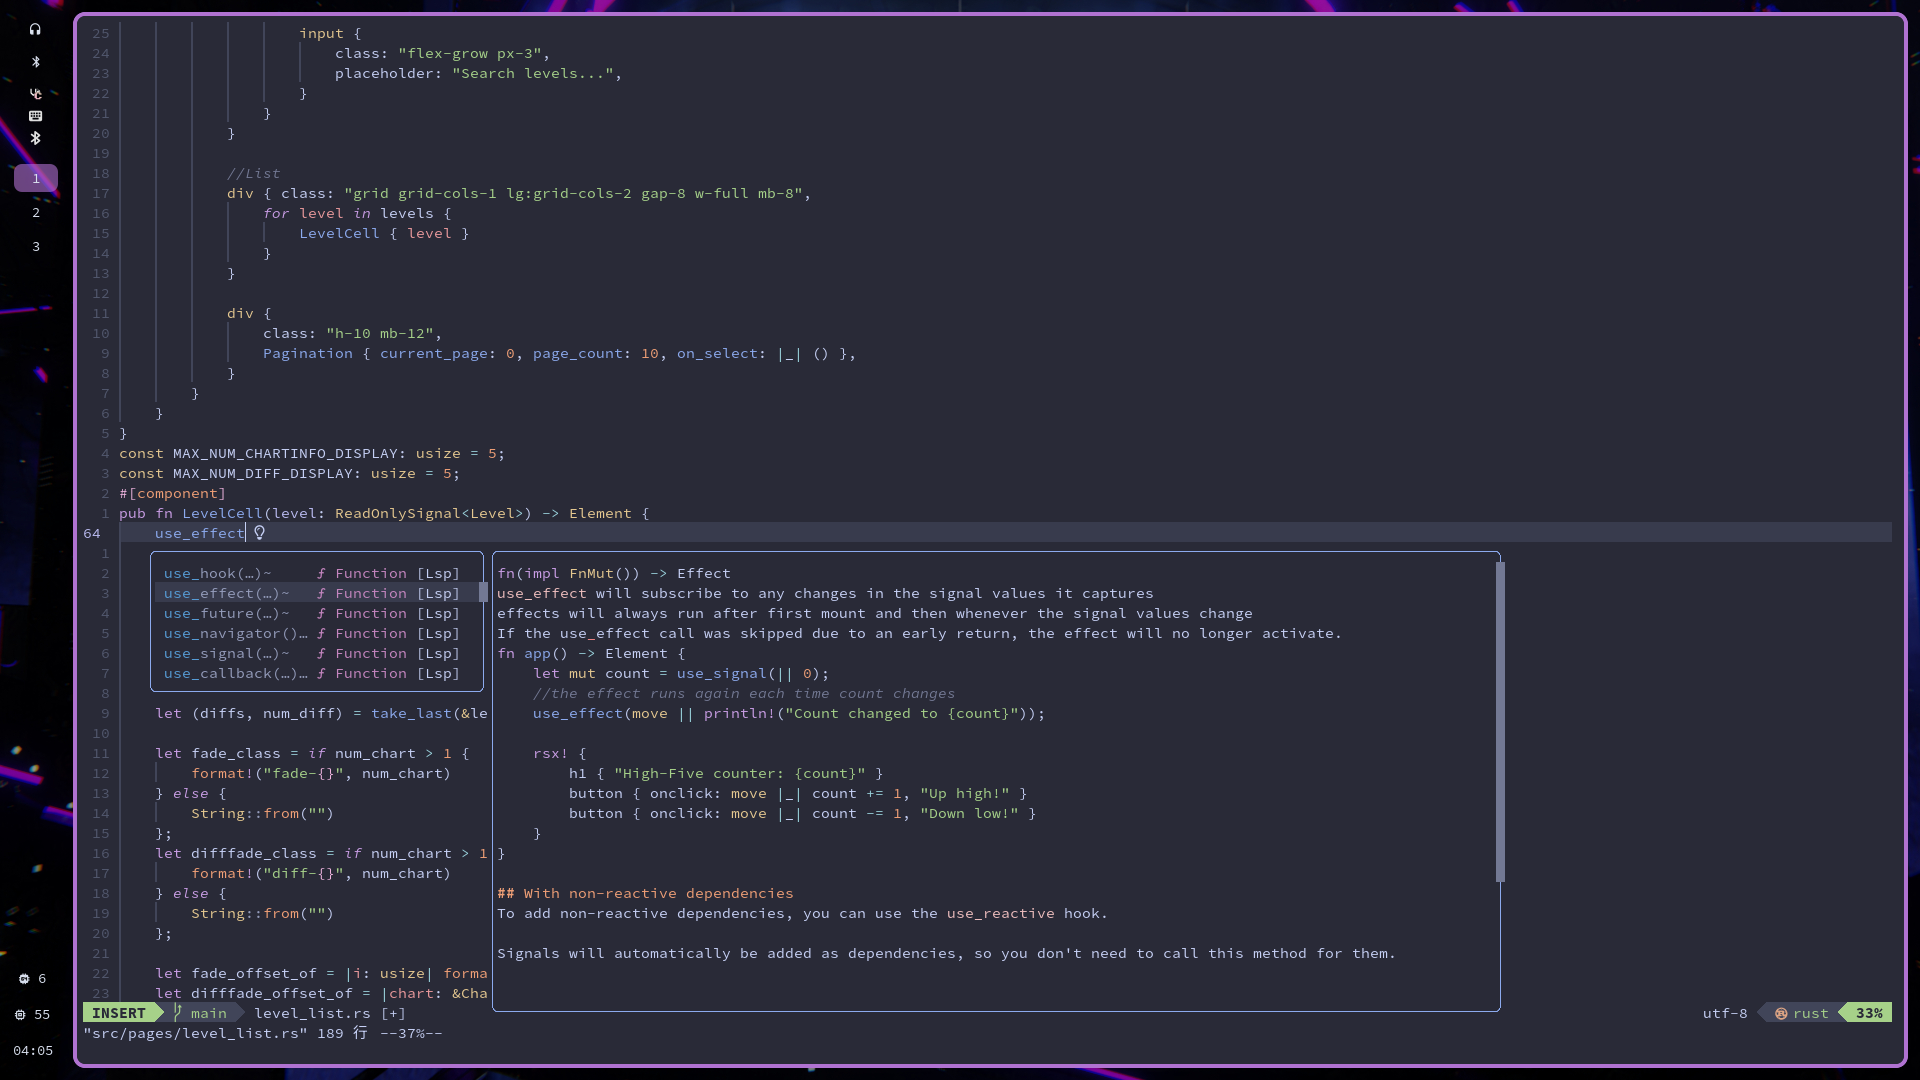 1
2
3
6
55
04:05
25 input {
24 class: "flex-grow px-3",
23 placeholder: "Search levels...",
22 }
21 }
20 }
19
18 //List
17 div { class: "grid grid-cols-1 lg:grid-cols-2 gap-8 w-full mb-8",
16 for level in levels {
15 LevelCell { level }
14 }
13 }
12
11 div {
10 class: "h-10 mb-12",
9 Pagination { current_page: 0, page_count: 10, on_select: |_| () },
8 }
7 }
6 }
5 }
4 const MAX_NUM_CHARTINFO_DISPLAY: usize = 5;
3 const MAX_NUM_DIFF_DISPLAY: usize = 5;
2 #[component]
1 pub fn LevelCell(level: ReadOnlySignal<Level>) -> Element {
64 use_effect
1
2 use_hook(…)~ ƒ Function [Lsp]
3 use_effect(…)~ ƒ Function [Lsp]
4 use_future(…)~ ƒ Function [Lsp]
5 use_navigator()… ƒ Function [Lsp]
6 use_signal(…)~ ƒ Function [Lsp]
7 use_callback(…)… ƒ Function [Lsp]
8
9 let (diffs, num_diff) = take_last(&le
10
11 let fade_class = if num_chart > 1 {
12 format!("fade-{}", num_chart)
13 } else {
14 String::from("")
15 };
16 let difffade_class = if num_chart > 1
17 format!("diff-{}", num_chart)
18 } else {
19 String::from("")
20 };
21
22 let fade_offset_of = |i: usize| forma
23 let difffade_offset_of = |chart: &Cha
fn(impl FnMut()) -> Effect
use_effect will subscribe to any changes in the signal values it captures
effects will always run after first mount and then whenever the signal values change
If the use_effect call was skipped due to an early return, the effect will no longer activate.
fn app() -> Element {
let mut count = use_signal(|| 0);
//the effect runs again each time count changes
use_effect(move || println!("Count changed to {count}"));
rsx! {
h1 { "High-Five counter: {count}" }
button { onclick: move |_| count += 1, "Up high!" }
button { onclick: move |_| count -= 1, "Down low!" }
}
}
## With non-reactive dependencies
To add non-reactive dependencies, you can use the use_reactive hook.
Signals will automatically be added as dependencies, so you don't need to call this method for them.
INSERT main level_list.rs [+] utf-8 rust 33%
"src/pages/level_list.rs" 189 行 --37%--